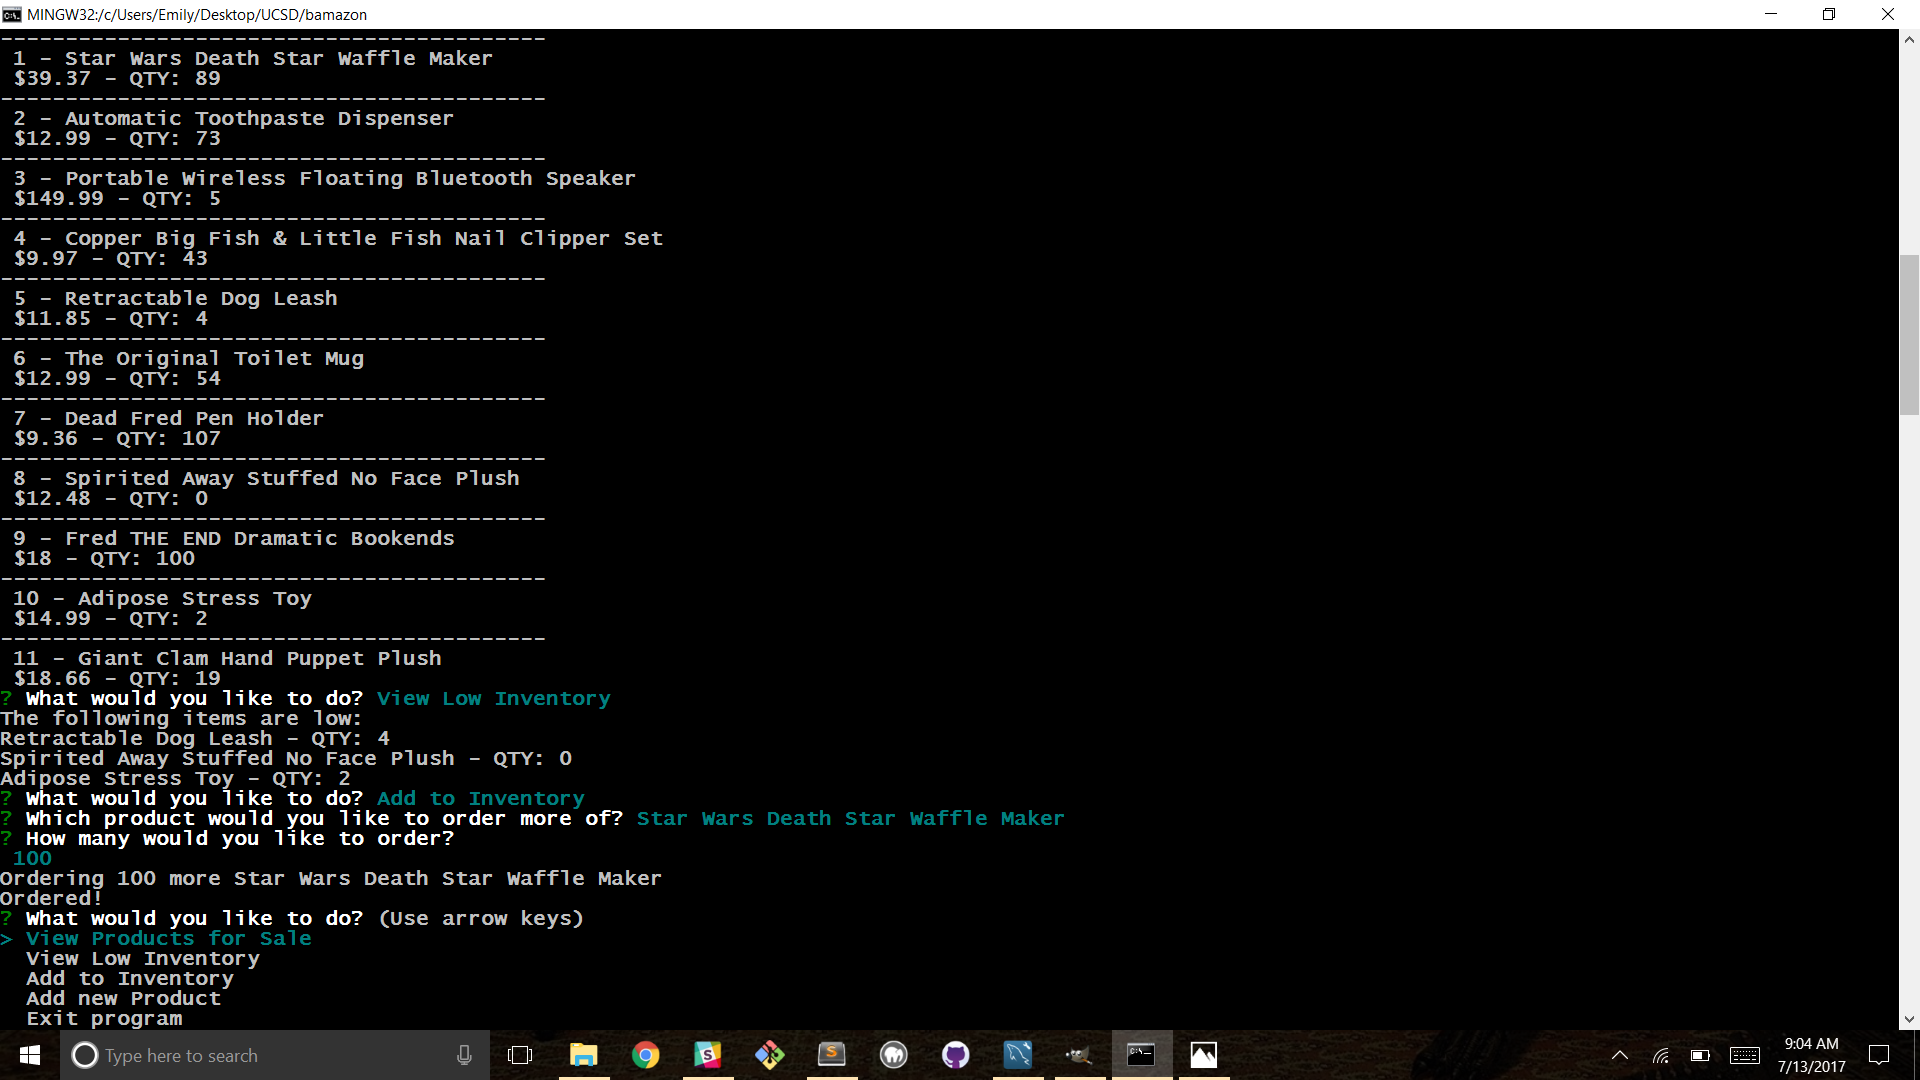 MINGW32:/c/Users/Emily/Desktop/UCSD/bamazon
------------------------------------------
1 - Star Wars Death Star Waffle Maker
$39.37 - QTY: 89
------------------------------------------
2 - Automatic Toothpaste Dispenser
$12.99 - QTY: 73
------------------------------------------
3 - Portable Wireless Floating Bluetooth Speaker
$149.99 - QTY: 5
------------------------------------------
4 - Copper Big Fish & Little Fish Nail Clipper Set
$9.97 - QTY: 43
------------------------------------------
5 - Retractable Dog Leash
$11.85 - QTY: 4
------------------------------------------
6 - The Original Toilet Mug
$12.99 - QTY: 54
------------------------------------------
7 - Dead Fred Pen Holder
$9.36 - QTY: 107
------------------------------------------
8 - Spirited Away Stuffed No Face Plush
$12.48 - QTY: 0
------------------------------------------
9 - Fred THE END Dramatic Bookends
$18 - QTY: 100
------------------------------------------
10 - Adipose Stress Toy
$14.99 - QTY: 2
------------------------------------------
11 - Giant Clam Hand Puppet Plush
$18.66 - QTY: 19
? What would you like to do? View Low Inventory
The following items are low:
Retractable Dog Leash - QTY: 4
Spirited Away Stuffed No Face Plush - QTY: 0
Adipose Stress Toy - QTY: 2
? What would you like to do? Add to Inventory
? Which product would you like to order more of? Star Wars Death Star Waffle Maker
? How many would you like to order?
100
Ordering 100 more Star Wars Death Star Waffle Maker
Ordered!
? What would you like to do? (Use arrow keys)
> View Products for Sale
View Low Inventory
Add to Inventory
Add new Product
Exit program
Type here to search
9:04 AM
7/13/2017